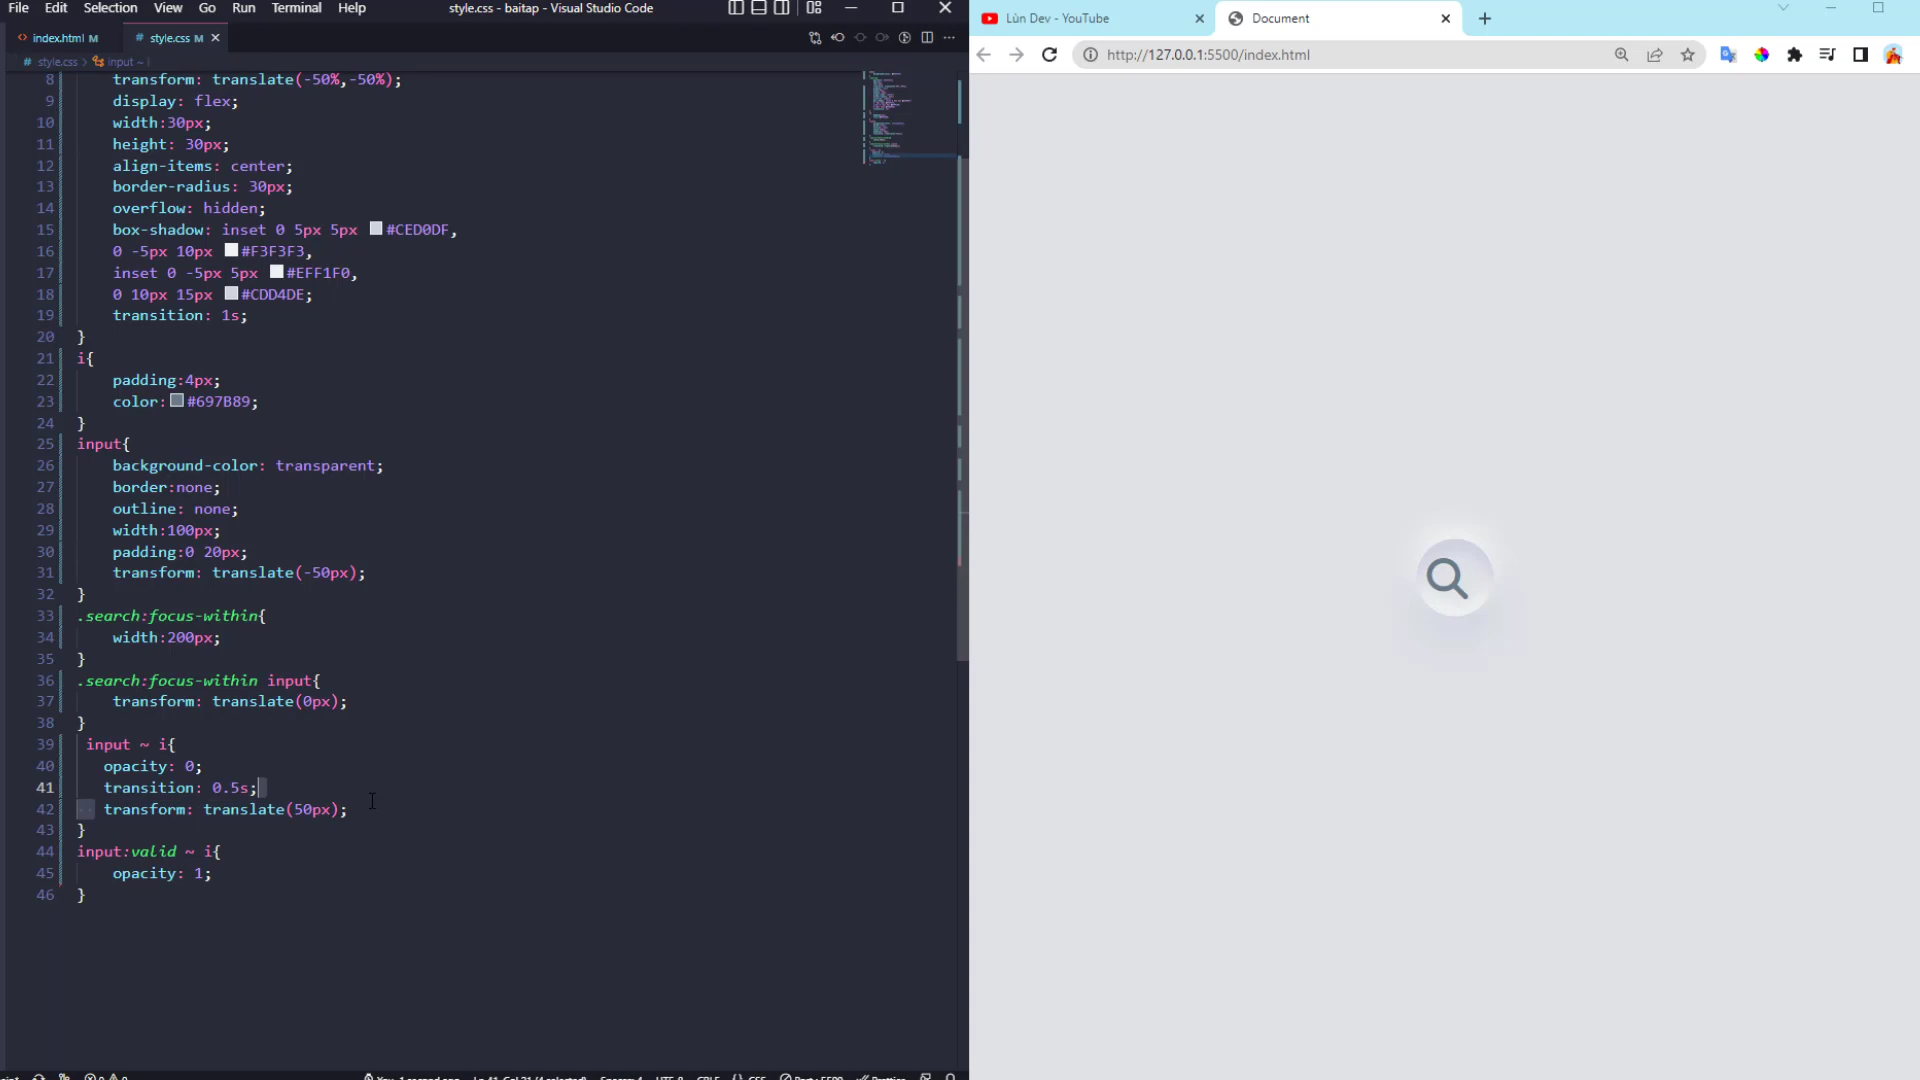 File Edit Selection View Go Run Terminal Help
style.css - baitap - Visual Studio Code
index.html M
style.css M
style.css > input ~ i
8 transform: translate(-50%,-50%);
9 display: flex;
10 width:30px;
11 height: 30px;
12 align-items: center;
13 border-radius: 30px;
14 overflow: hidden;
15 box-shadow: inset 0 5px 5px #CED0DF,
16 0 -5px 10px #F3F3F3,
17 inset 0 -5px 5px #EFF1F0,
18 0 10px 15px #CDD4DE;
19 transition: 1s;
20 }
21 i{
22 padding:4px;
23 color:#697B89;
24 }
25 input{
26 background-color: transparent;
27 border:none;
28 outline: none;
29 width:100px;
30 padding:0 20px;
31 transform: translate(-50px);
32 }
33 .search:focus-within{
34 width:200px;
35 }
36 .search:focus-within input{
37 transform: translate(0px);
38 }
39 input ~ i{
40 opacity: 0;
41 transition: 0.5s;
42 transform: translate(50px);
43 }
44 input:valid ~ i{
45 opacity: 1;
46 }
Lùn Dev - YouTube
Document
http://127.0.0.1:5500/index.html